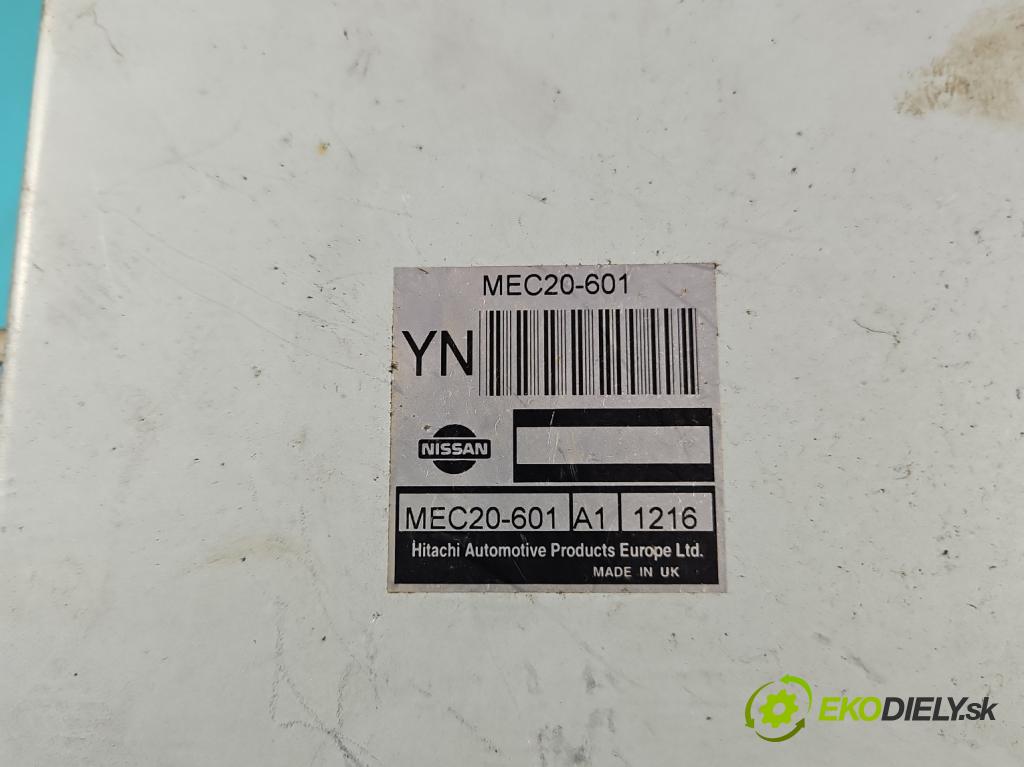 MEC20-601
YN
NISSAN
MEC20-601 A1 1216
Hitachi Automotive Products Europe Ltd.
MADE IN UK
EKODIELY.sk